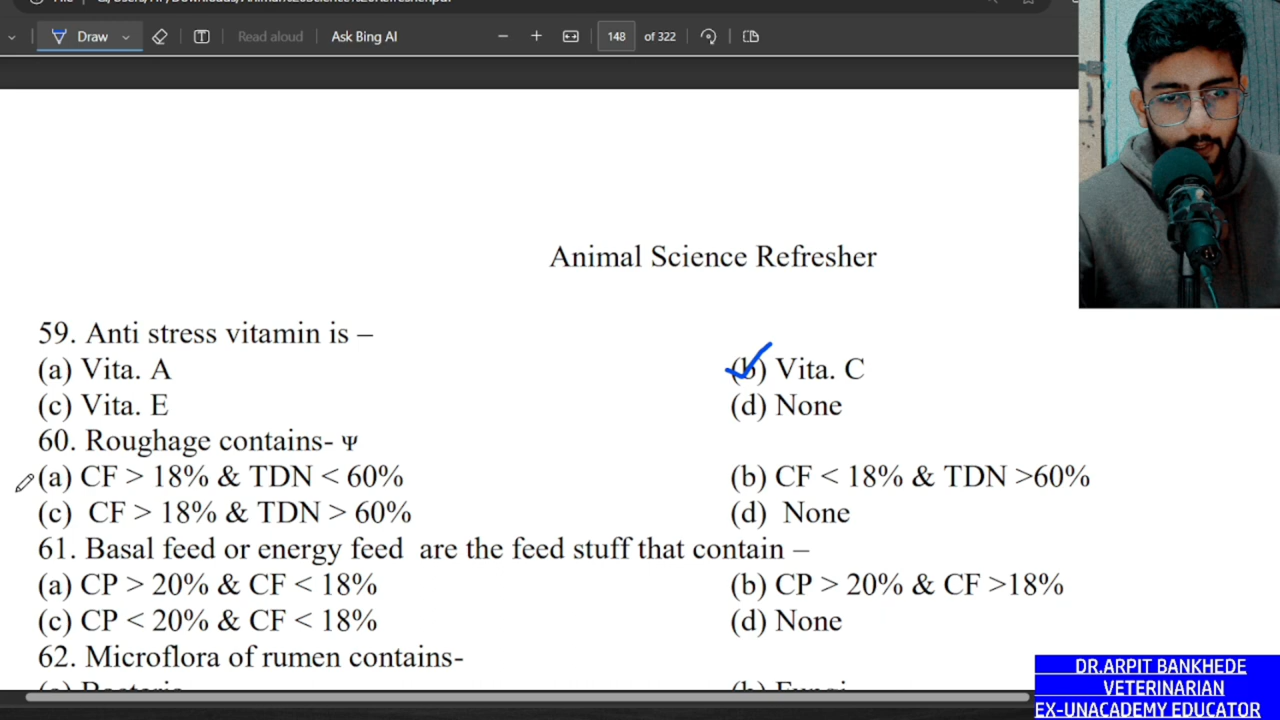 Draw
Read aloud
Ask Bing AI
148
of 322
Animal Science Refresher
59. Anti stress vitamin is –
(a) Vita. A
(b) Vita. C
(c) Vita. E
(d) None
60. Roughage contains- Ψ
(a) CF > 18% & TDN < 60%
(b) CF < 18% & TDN >60%
(c) CF > 18% & TDN > 60%
(d) None
61. Basal feed or energy feed are the feed stuff that contain –
(a) CP > 20% & CF < 18%
(b) CP > 20% & CF >18%
(c) CP < 20% & CF < 18%
(d) None
62. Microflora of rumen contains-
(a) Bacteria
(b) Fungi
DR.ARPIT BANKHEDE
VETERINARIAN
EX-UNACADEMY EDUCATOR